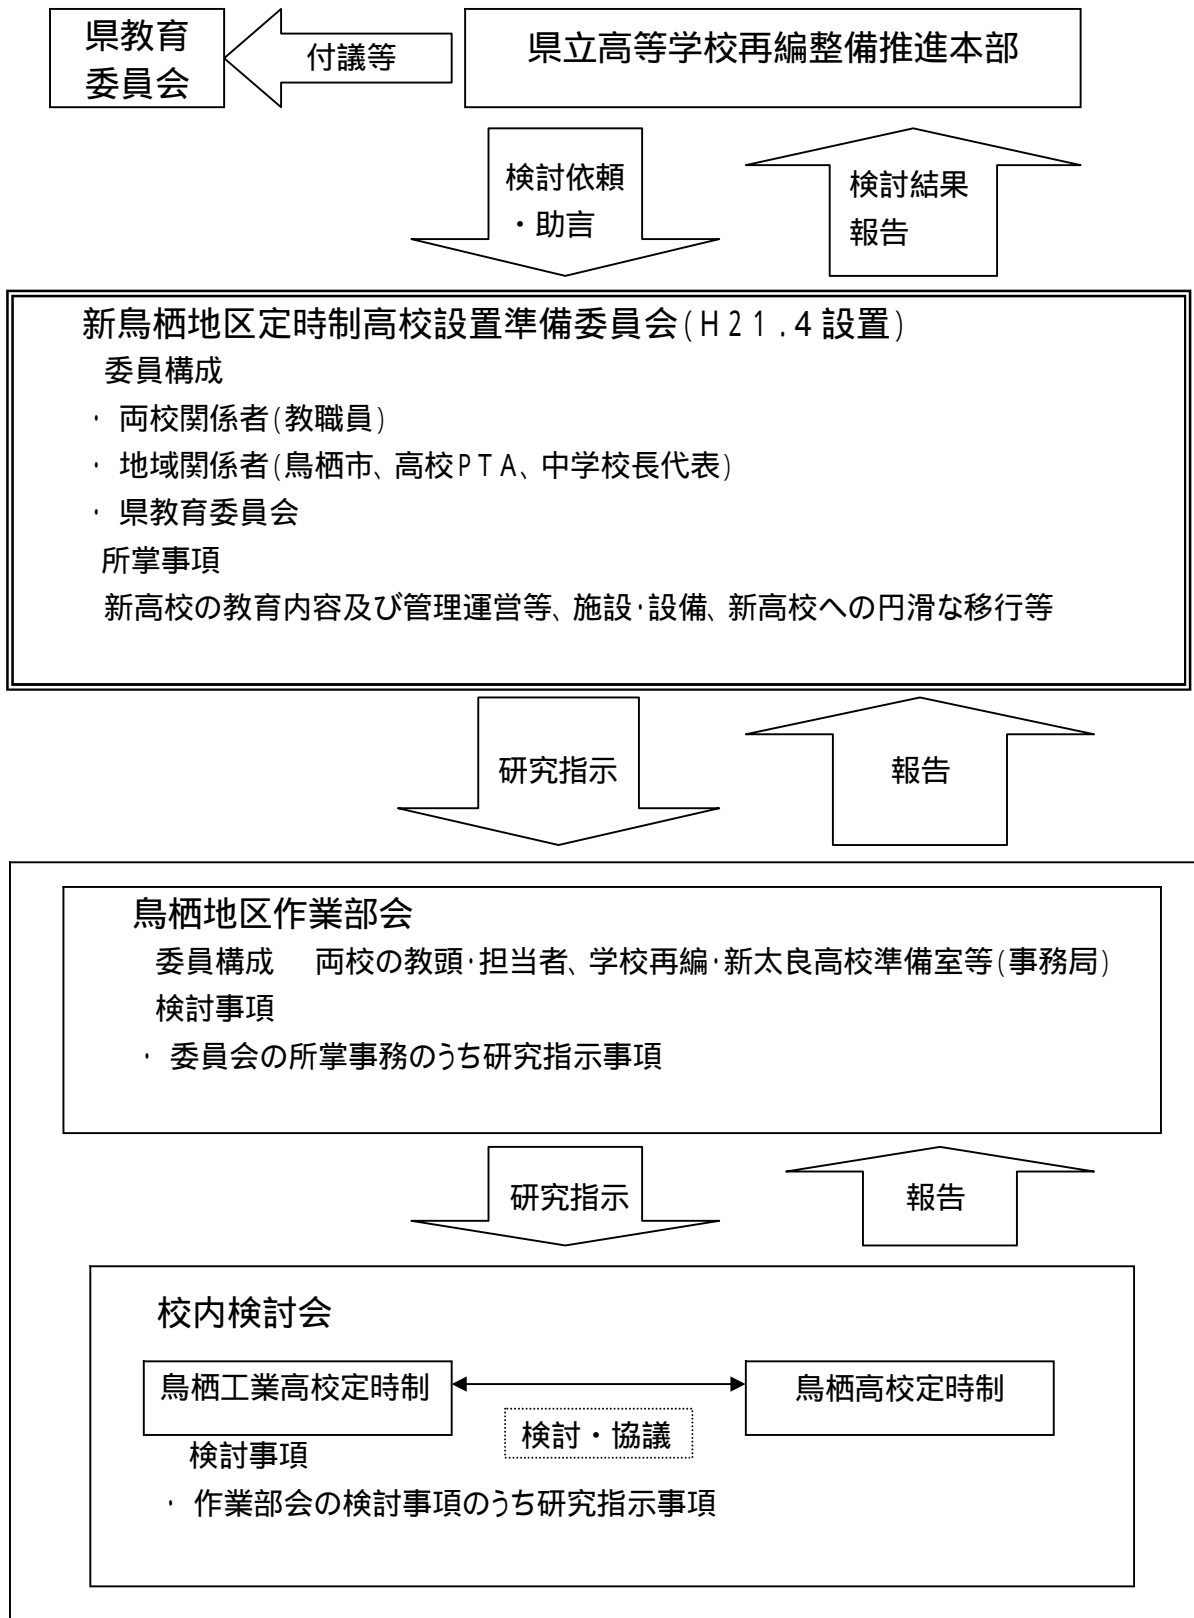 県教育
委員会
付議等
県立高等学校再編整備推進本部
検討依頼
・助言
検討結果
報告
新鳥栖地区定時制高校設置準備委員会(H21.4設置)
委員構成
・ 両校関係者(教職員)
・ 地域関係者(鳥栖市、高校PTA、中学校長代表)
・ 県教育委員会
所掌事項
新高校の教育内容及び管理運営等、施設・設備、新高校への円滑な移行等
研究指示
報告
鳥栖地区作業部会
委員構成　両校の教頭・担当者、学校再編・新太良高校準備室等(事務局)
検討事項
・ 委員会の所掌事務のうち研究指示事項
研究指示
報告
校内検討会
鳥栖工業高校定時制
鳥栖高校定時制
検討・協議
検討事項
・ 作業部会の検討事項のうち研究指示事項